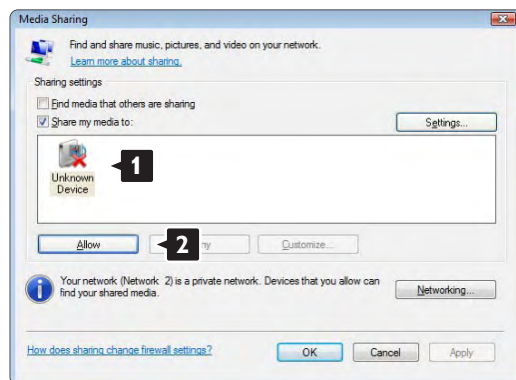 Media Sharing
Find and share music, pictures, and video on your network.
Learn more about sharing.
Sharing settings
Find media that others are sharing
Share my media to:
Settings...
Unknown
Device
1
Allow
2
ny
Customize...
Your network (Network 2) is a private network. Devices that you allow can
find your shared media.
Networking...
How does sharing change firewall settings?
OK
Cancel
Apply